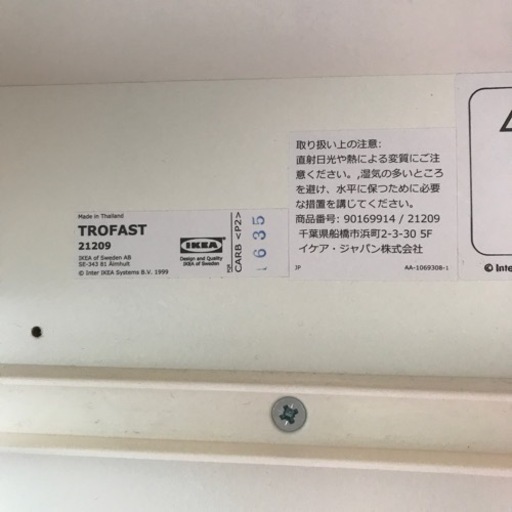 Made in Thailand
TROFAST
21209
IKEA of Sweden AB
SE-343 81 Älmhult
© Inter IKEA Systems B.V. 1999
IKEA
Design and Quality
IKEA of Sweden
CARB <P2>
1635
取り扱い上の注意:
直射日光や熱による変質にご注
意ください。,湿気の多いところ
を避け、水平に保つために必要
な措置を講じてください。
商品番号: 90169914 / 21209
千葉県船橋市浜町2-3-30 5F
イケア・ジャパン株式会社
JP
AA-1069308-1
© Inte